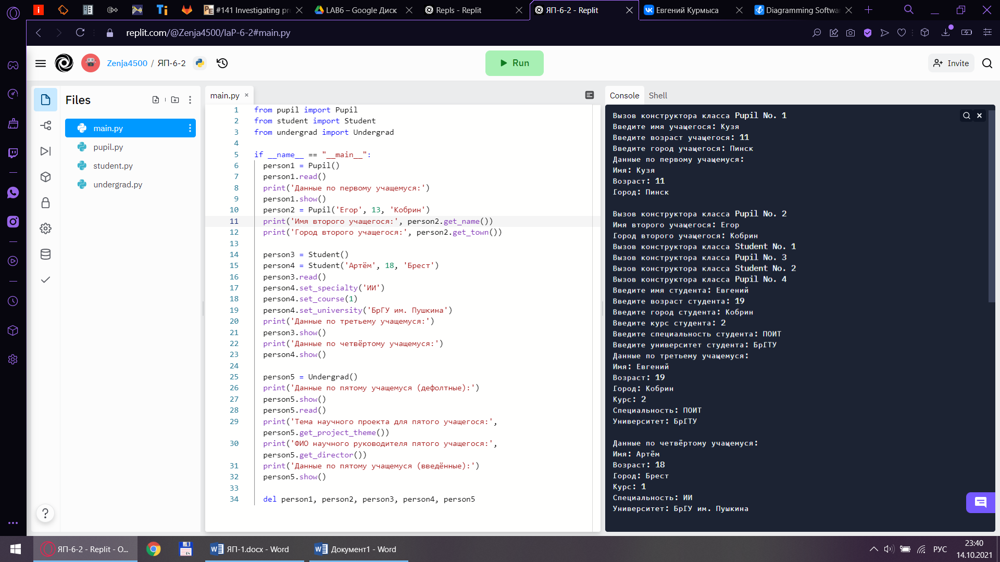 #141 Investigating pr
LAB6 – Google Диск
Repls - Replit
ЯП-6-2 - Replit
Евгений Курмыса
Diagramming Softwa
replit.com/@Zenja4500/IaP-6-2#main.py
Zenja4500 / ЯП-6-2
Run
Invite
Files
main.py
pupil.py
student.py
undergrad.py
main.py
1 from pupil import Pupil
2 from student import Student
3 from undergrad import Undergrad
4
5 if __name__ == "__main__":
6 person1 = Pupil()
7 person1.read()
8 print('Данные по первому учащемуся:')
9 person1.show()
10 person2 = Pupil('Егор', 13, 'Кобрин')
11 print('Имя второго учащегося:', person2.get_name())
12 print('Город второго учащегося:', person2.get_town())
13
14 person3 = Student()
15 person4 = Student('Артём', 18, 'Брест')
16 person3.read()
17 person4.set_specialty('ИИ')
18 person4.set_course(1)
19 person4.set_university('БрГУ им. Пушкина')
20 print('Данные по третьему учащемуся:')
21 person3.show()
22 print('Данные по четвёртому учащемуся:')
23 person4.show()
24
25 person5 = Undergrad()
26 print('Данные по пятому учащемуся (дефолтные):')
27 person5.show()
28 person5.read()
29 print('Тема научного проекта для пятого учащегося:',
person5.get_project_theme())
30 print('ФИО научного руководителя пятого учащегося:',
person5.get_director())
31 print('Данные по пятому учащемуся (введённые):')
32 person5.show()
33
34 del person1, person2, person3, person4, person5
Console Shell
Вызов конструктора класса Pupil No. 1
Введите имя учащегося: Кузя
Введите возраст учащегося: 11
Введите город учащегося: Пинск
Данные по первому учащемуся:
Имя: Кузя
Возраст: 11
Город: Пинск
Вызов конструктора класса Pupil No. 2
Имя второго учащегося: Егор
Город второго учащегося: Кобрин
Вызов конструктора класса Student No. 1
Вызов конструктора класса Pupil No. 3
Вызов конструктора класса Student No. 2
Вызов конструктора класса Pupil No. 4
Введите имя студента: Евгений
Введите возраст студента: 19
Введите город студента: Кобрин
Введите курс студента: 2
Введите специальность студента: ПОИТ
Введите университет студента: БрГТУ
Данные по третьему учащемуся:
Имя: Евгений
Возраст: 19
Город: Кобрин
Курс: 2
Специальность: ПОИТ
Университет: БрГТУ
Данные по четвёртому учащемуся:
Имя: Артём
Возраст: 18
Город: Брест
Курс: 1
Специальность: ИИ
Университет: БрГУ им. Пушкина
?
ЯП-6-2 - Replit - O...
ЯП-1.docx - Word
Документ1 - Word
РУС
23:40
14.10.2021